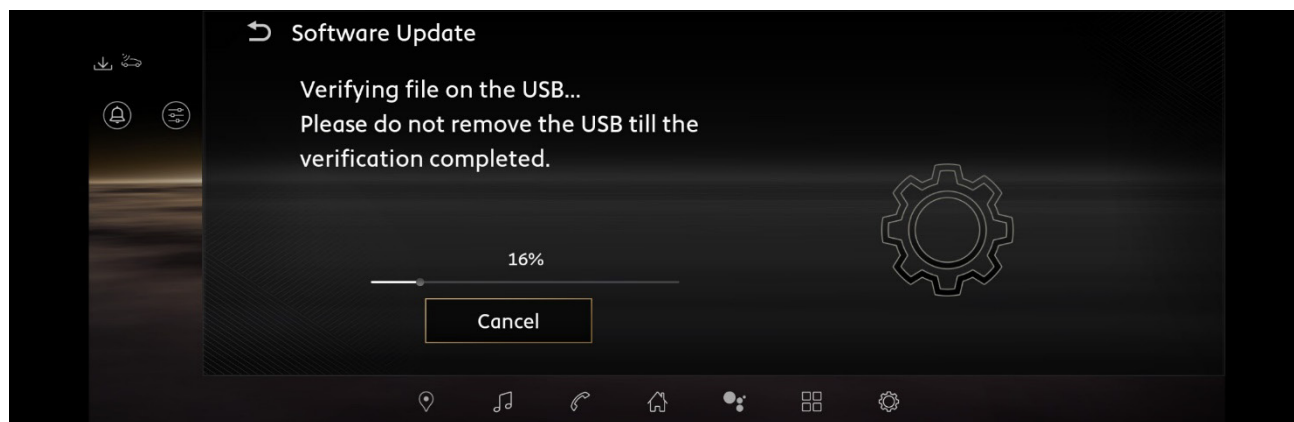 Software Update
Verifying file on the USB...
Please do not remove the USB till the
verification completed.
16%
Cancel